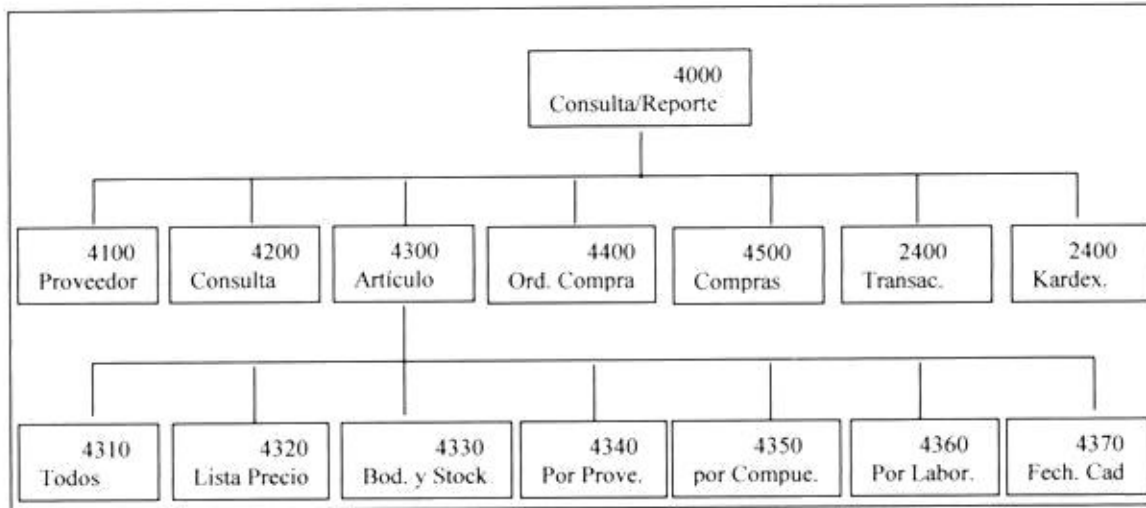 4000
Consulta/Reporte
4100
Proveedor
4200
Consulta
4300
Artículo
4400
Ord. Compra
4500
Compras
2400
Transac.
2400
Kardex.
4310
Todos
4320
Lista Precio
4330
Bod. y Stock
4340
Por Prove.
4350
por Compue.
4360
Por Labor.
4370
Fech. Cad